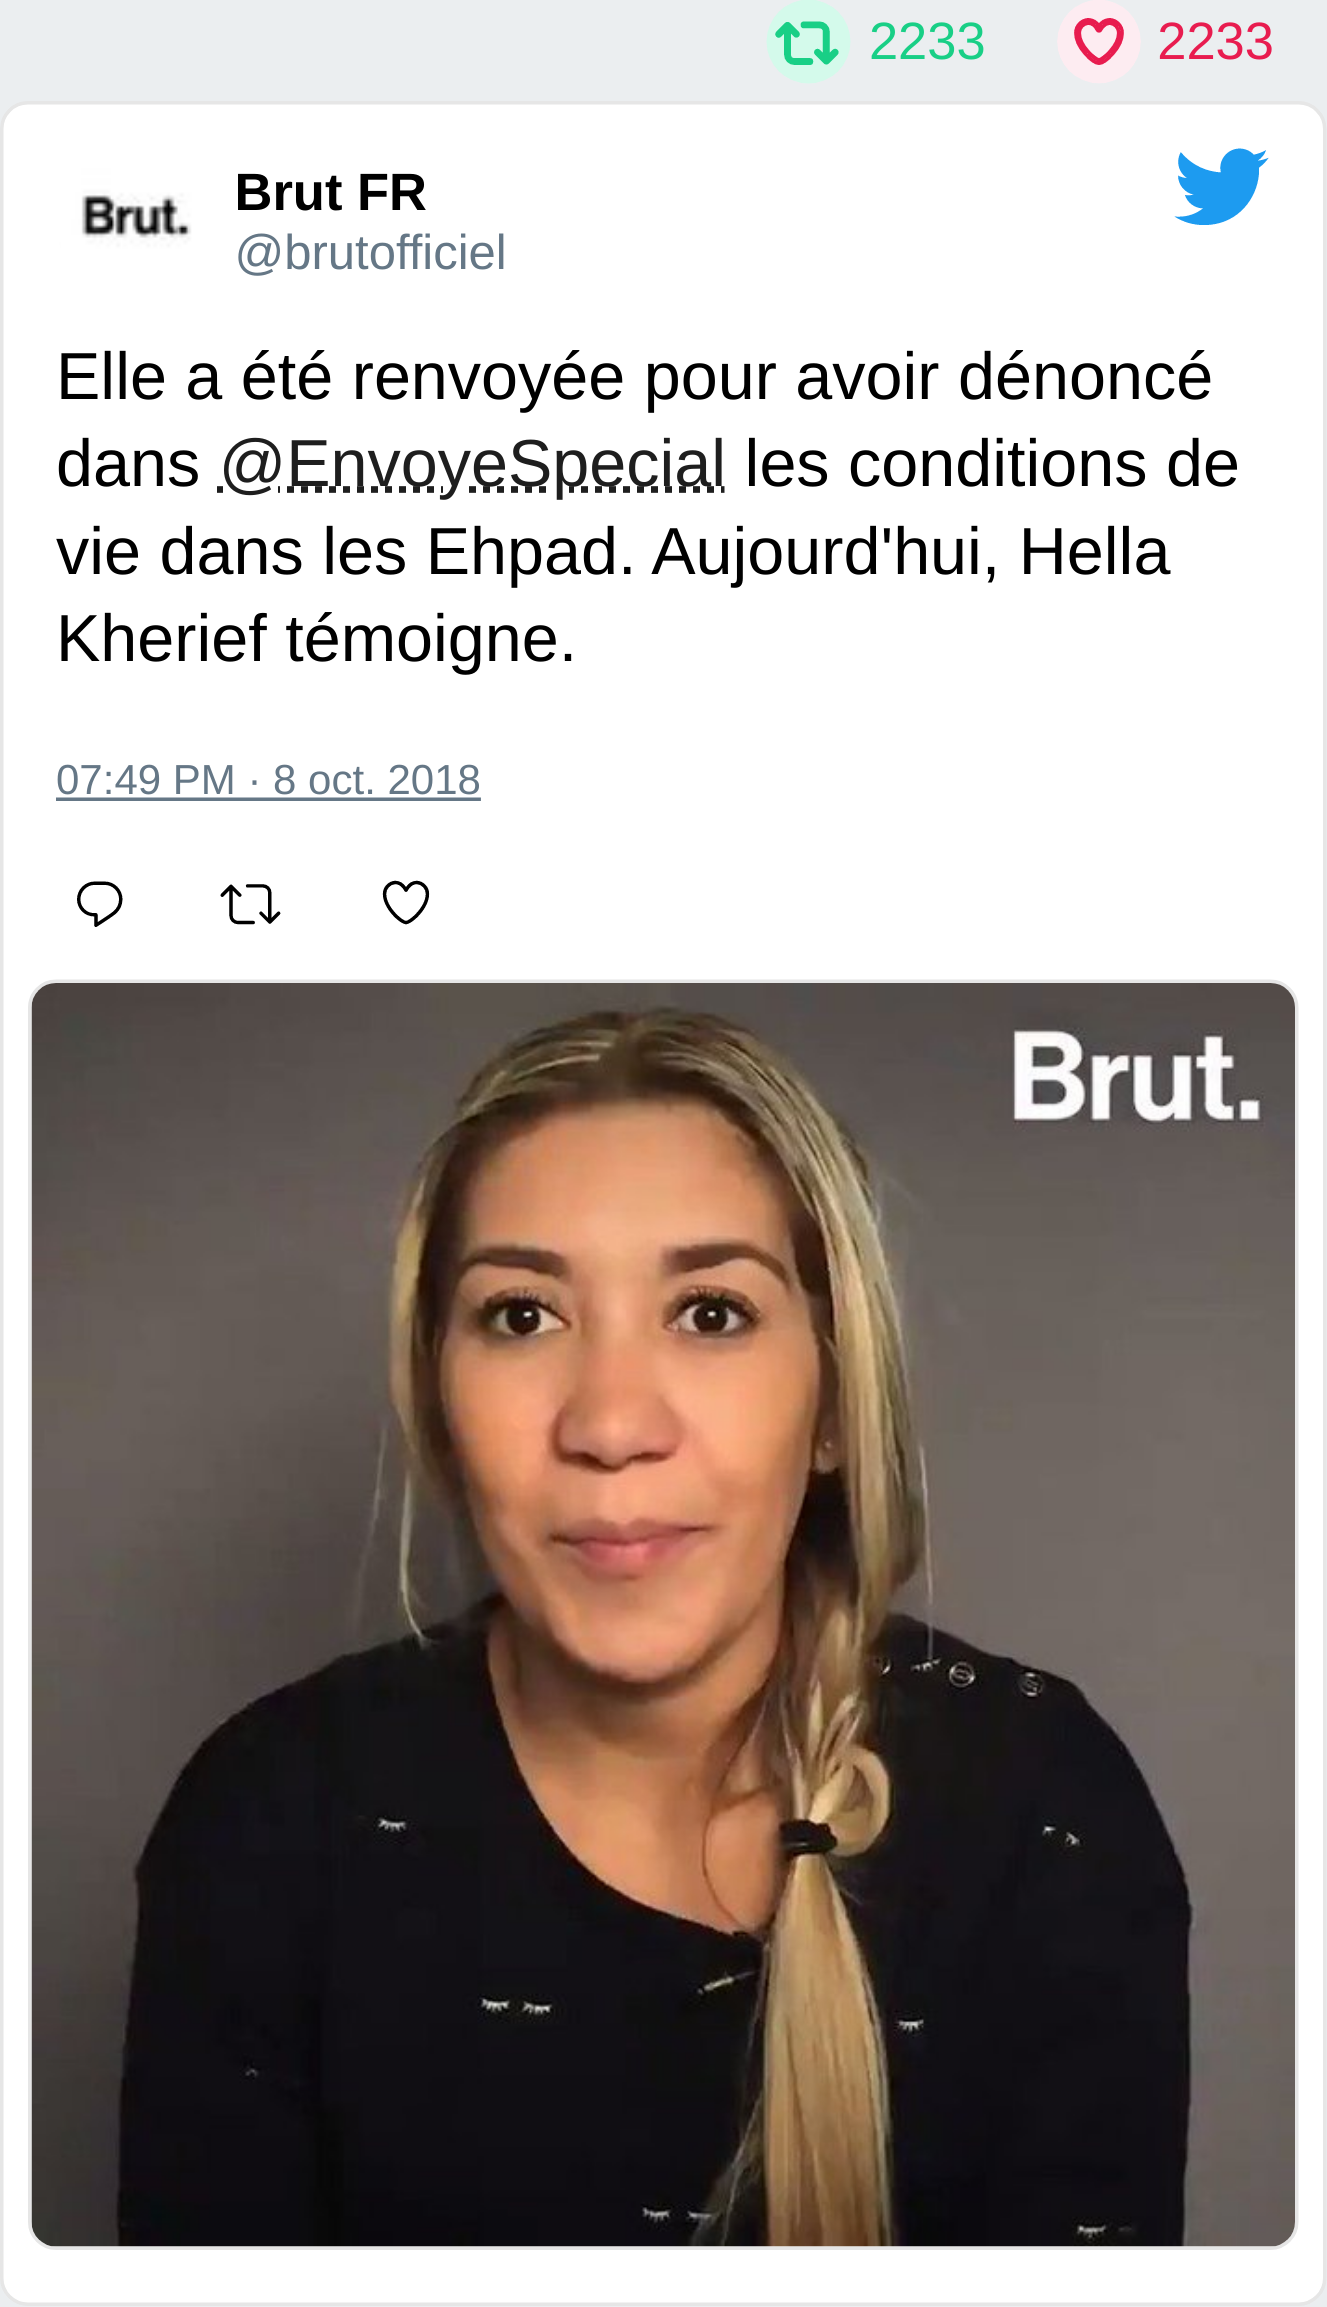 2233 2233
Brut.
Brut FR
@brutofficiel
Elle a été renvoyée pour avoir dénoncé
dans @EnvoyeSpecial les conditions de
vie dans les Ehpad. Aujourd'hui, Hella
Kherief témoigne.
07:49 PM · 8 oct. 2018
Brut.